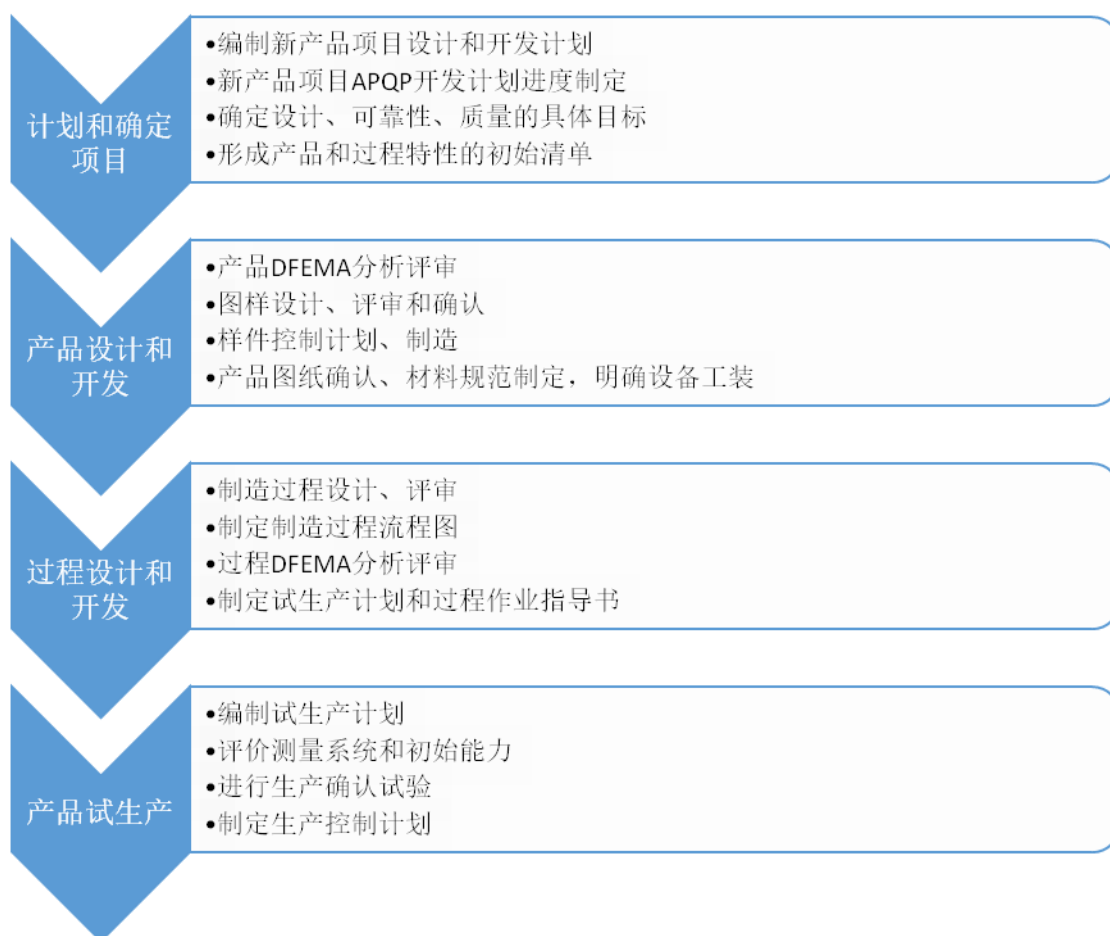 计划和确定
项目
•编制新产品项目设计和开发计划
•新产品项目APQP开发计划进度制定
•确定设计、可靠性、质量的具体目标
•形成产品和过程特性的初始清单
产品设计和
开发
•产品DFEMA分析评审
•图样设计、评审和确认
•样件控制计划、制造
•产品图纸确认、材料规范制定，明确设备工装
过程设计和
开发
•制造过程设计、评审
•制定制造过程流程图
•过程DFEMA分析评审
•制定试生产计划和过程作业指导书
产品试生产
•编制试生产计划
•评价测量系统和初始能力
•进行生产确认试验
•制定生产控制计划